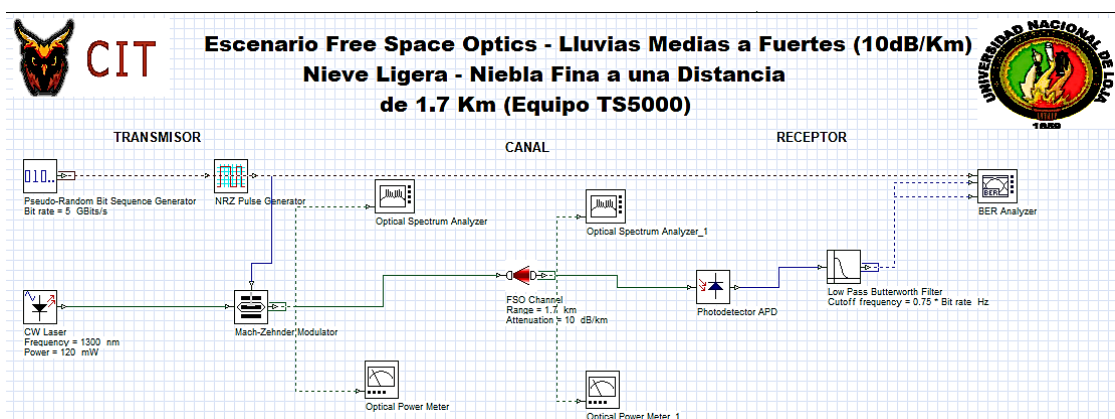 CIT
Escenario Free Space Optics - Lluvias Medias a Fuertes (10dB/Km)
Nieve Ligera - Niebla Fina a una Distancia
de 1.7 Km (Equipo TS5000)
UNIVERSIDAD NACIONAL DE LOJA
1859
TRANSMISOR
CANAL
RECEPTOR
010..
Pseudo-Random Bit Sequence Generator
Bit rate = 5 GBits/s
NRZ Pulse Generator
Optical Spectrum Analyzer
Optical Spectrum Analyzer_1
BER
BER Analyzer
CW Laser
Frequency = 1300 nm
Power = 120 mW
Mach-Zehnder Modulator
FSO Channel
Range = 1.7 km
Attenuation = 10 dB/km
Photodetector APD
Low Pass Butterworth Filter
Cutoff frequency = 0.75 * Bit rate Hz
Optical Power Meter
Optical Power Meter_1